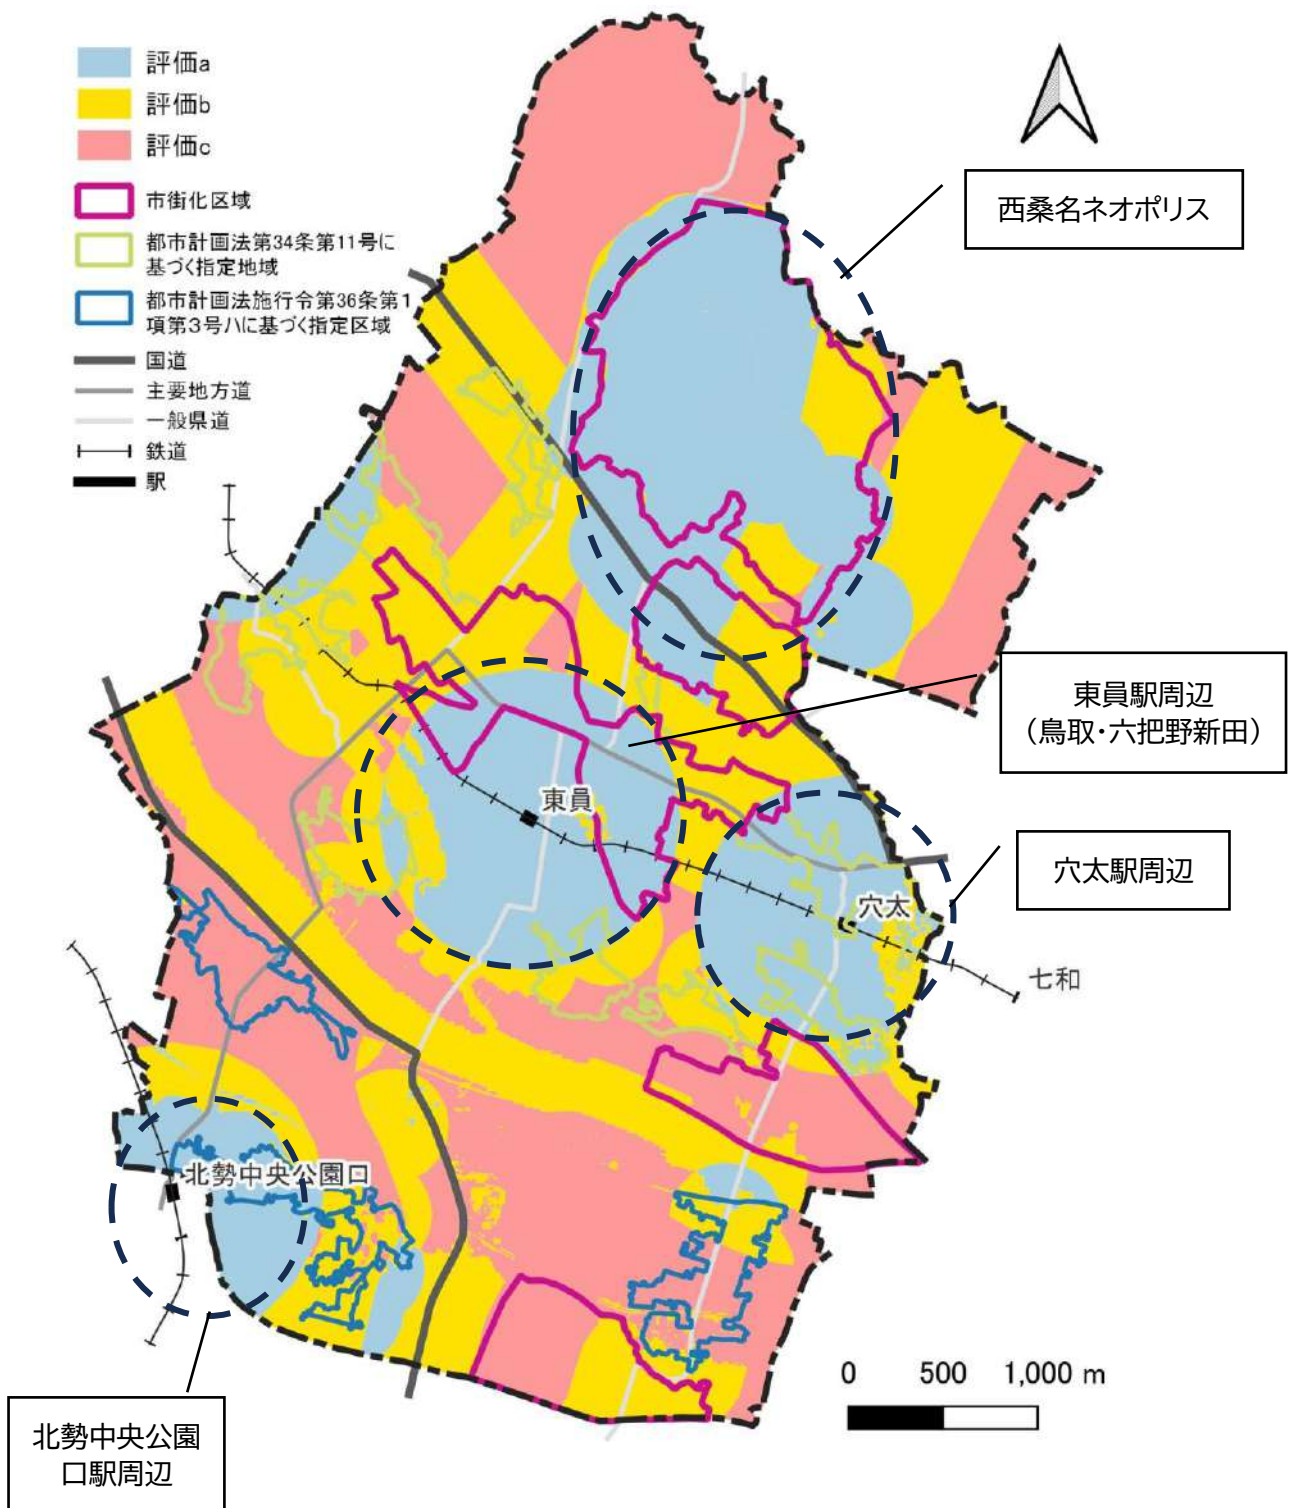 評価a
評価b
評価c
市街化区域
都市計画法第34条第11号に
基づく指定地域
都市計画法施行令第36条第1
項第3号ハに基づく指定区域
国道
主要地方道
一般県道
鉄道
駅
西桑名ネオポリス
東員駅周辺
（鳥取・六把野新田）
東員
穴太駅周辺
穴太
七和
北勢中央公園口
0 500 1,000 m
北勢中央公園
口駅周辺